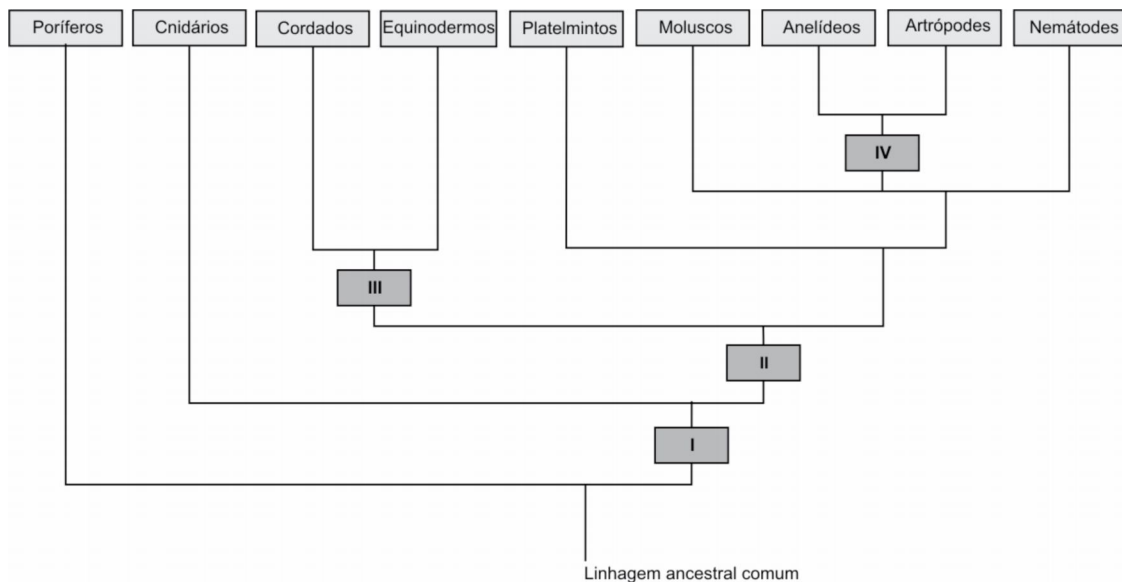 Poríferos
Cnidários
Cordados
Equinodermos
Platelmintos
Moluscos
Anelídeos
Artrópodes
Nemátodes
IV
III
II
I
Linhagem ancestral comum